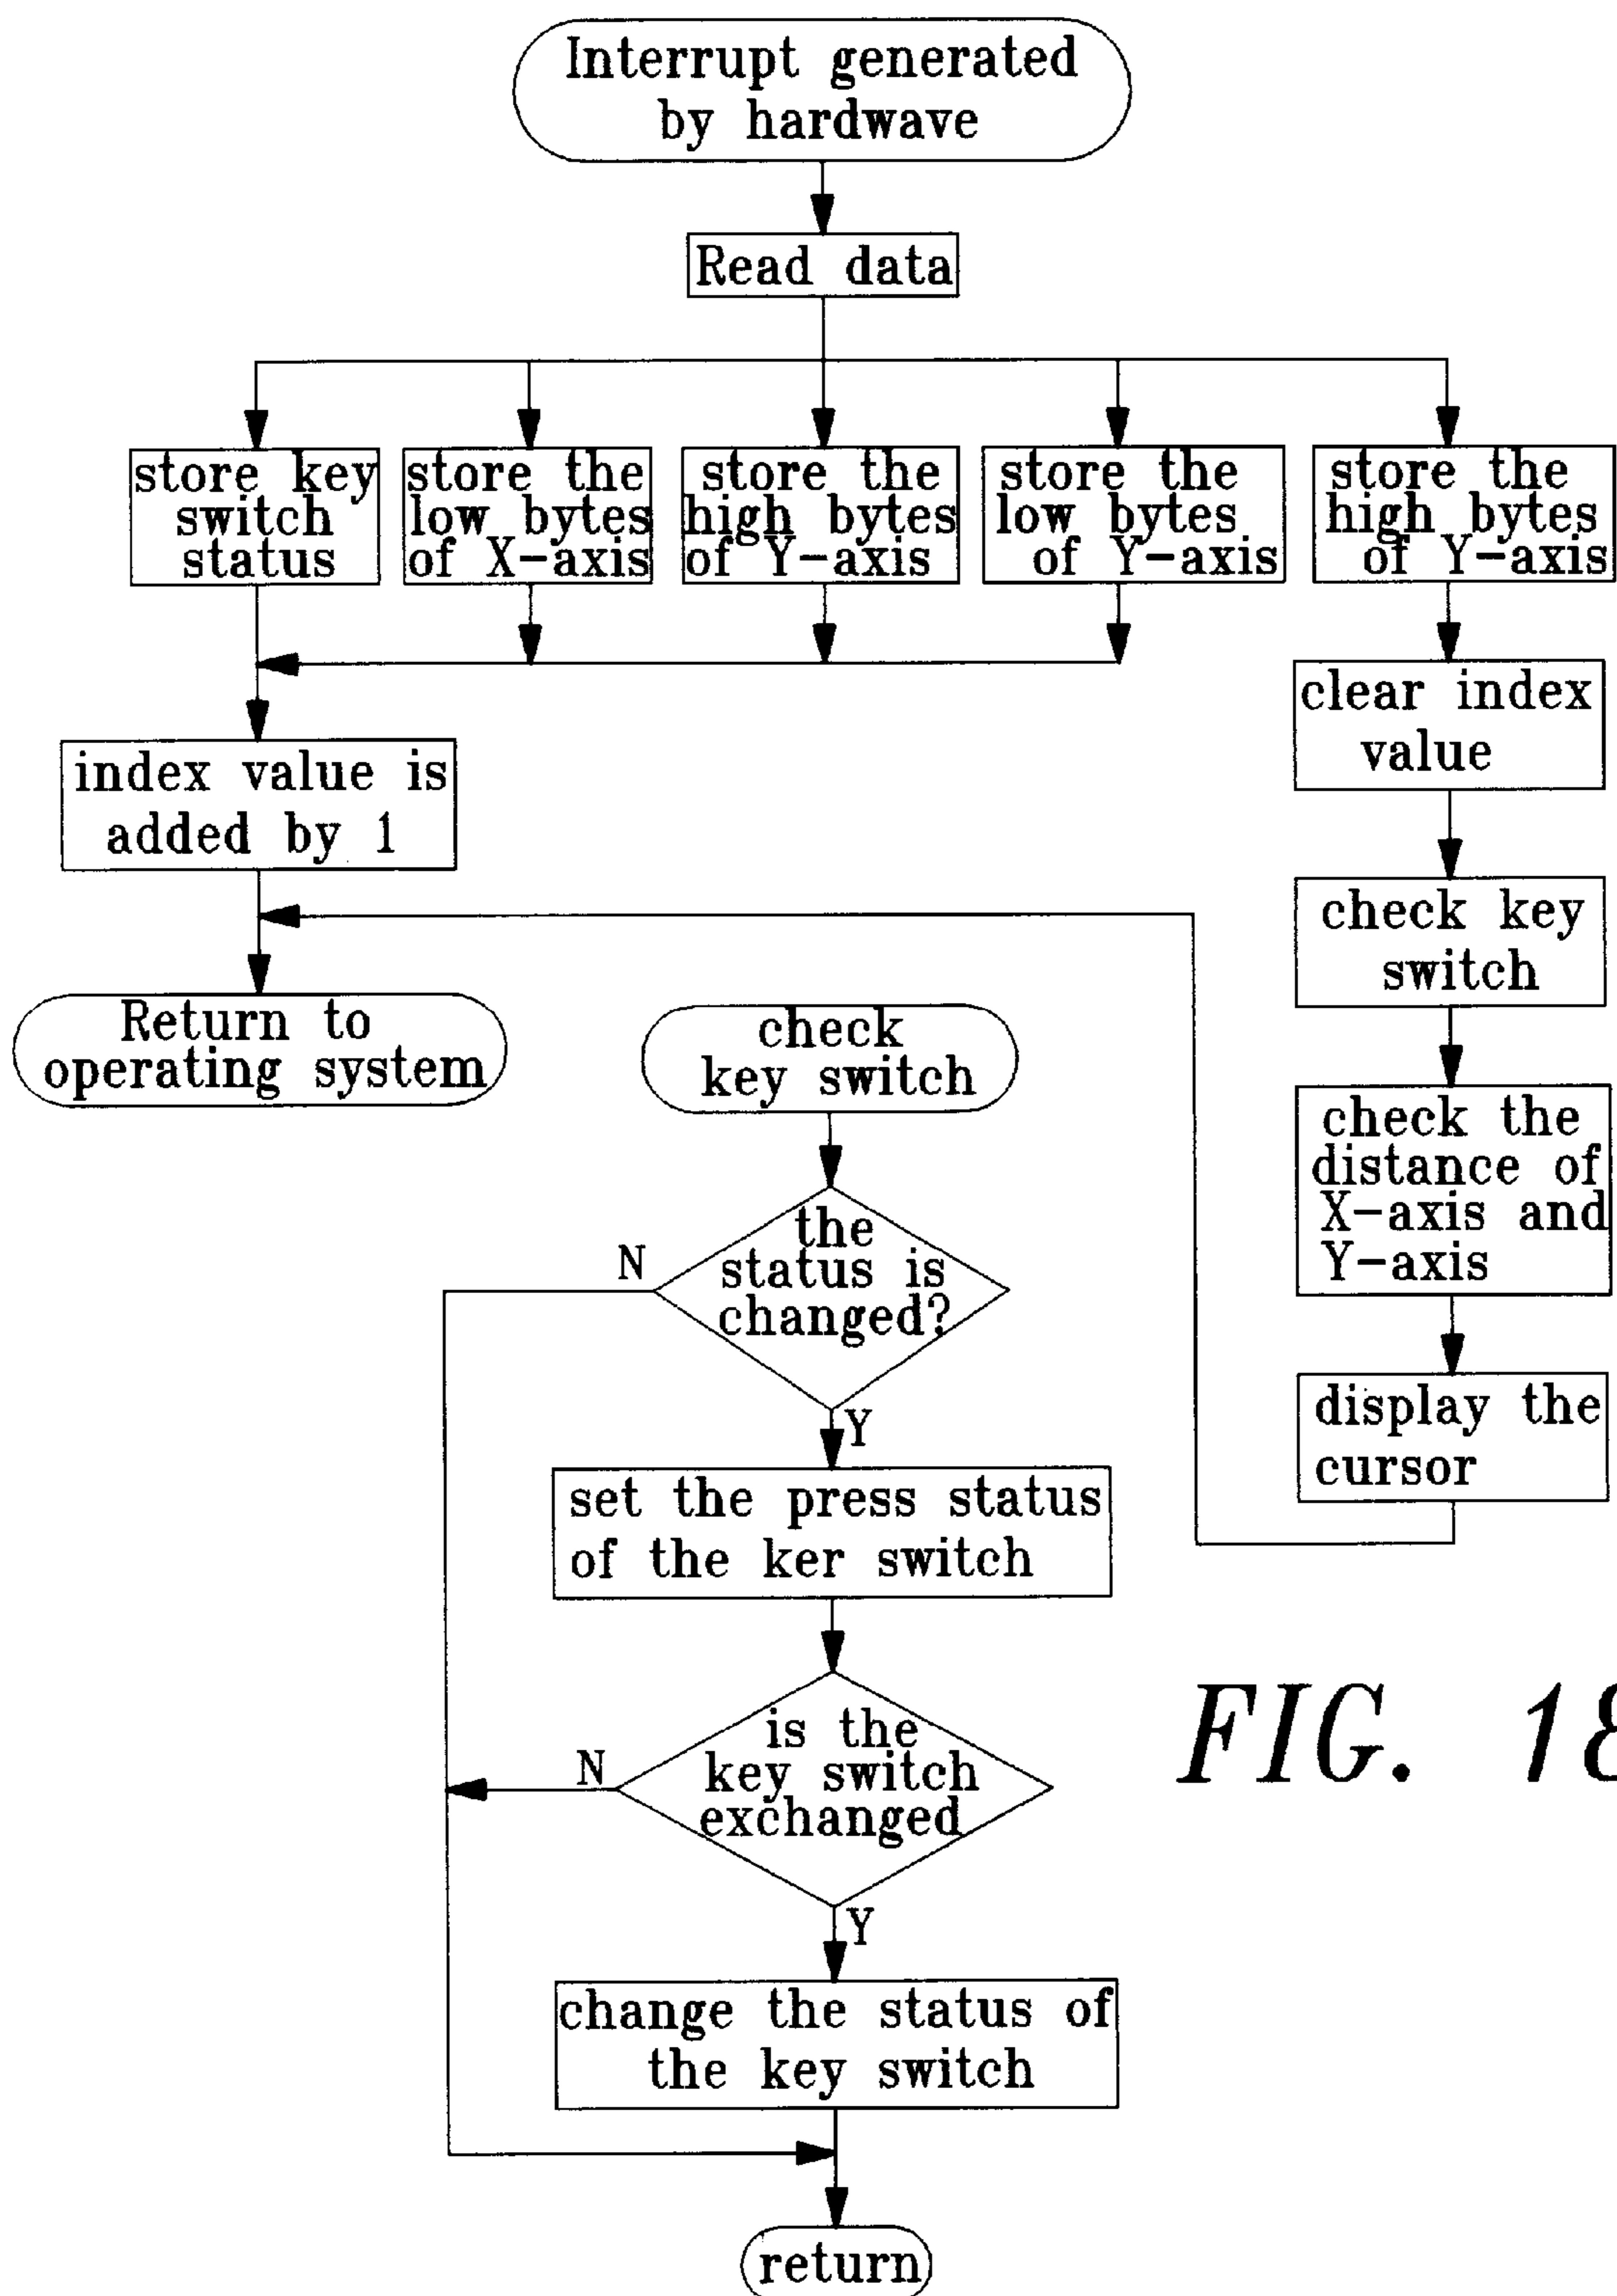 Interrupt generated
by hardwave
Read data
store key
switch
status
store the
low bytes
of X-axis
store the
high bytes
of Y-axis
store the
low bytes
of Y-axis
store the
high bytes
of Y-axis
clear index
value
index value is
added by 1
check key
switch
Return to
operating system
check the
distance of
X-axis and
Y-axis
display the
cursor
check
key switch
the
status is
changed?
N
Y
set the press status
of the ker switch
is the
key switch
exchanged
N
Y
change the status of
the key switch
return
FIG. 18